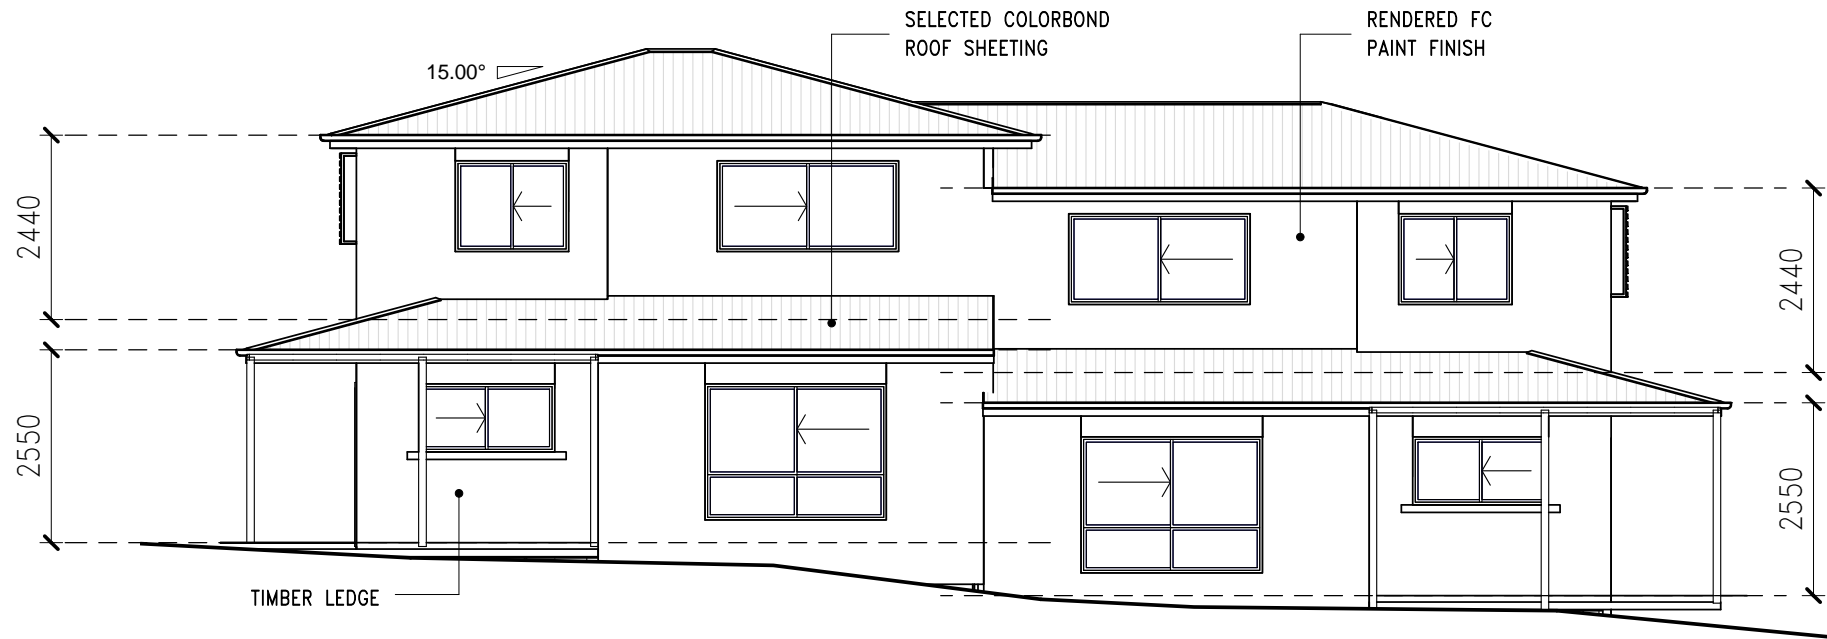 SELECTED COLORBOND
ROOF SHEETING
RENDERED FC
PAINT FINISH
15.00°
2440
2440
2550
2550
TIMBER LEDGE